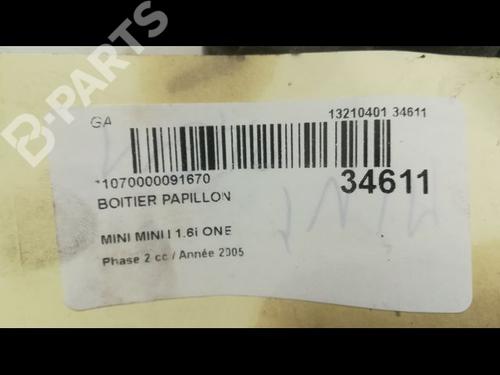 B-PARTS
GA
13210401 34611
*1070000091670
34611
BOITIER PAPILLON
MINI MINI I 1.6i ONE
Phase 2 cc / Année 2005